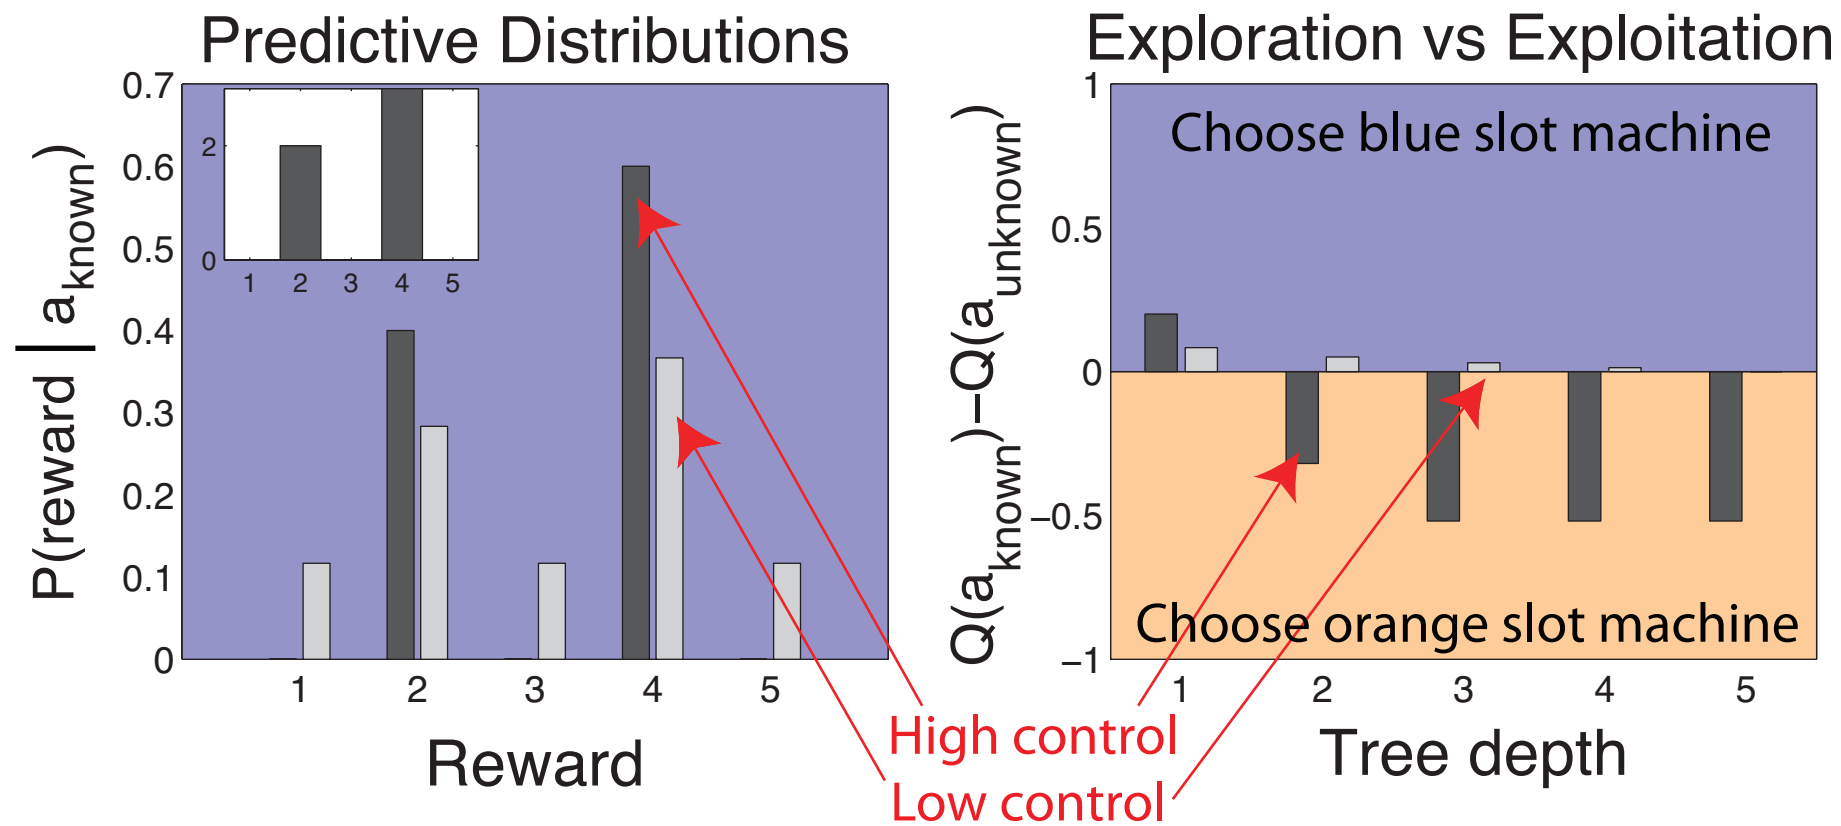 Predictive Distributions
P(reward | a_known)
0.7
0.6
0.5
0.4
0.3
0.2
0.1
0
2
0
1 2 3 4 5
1 2 3 4 5
Reward
Exploration vs Exploitation
Q(a_known)−Q(a_unknown)
1
0.5
0
−0.5
−1
Choose blue slot machine
Choose orange slot machine
1 2 3 4 5
Tree depth
High control
Low control